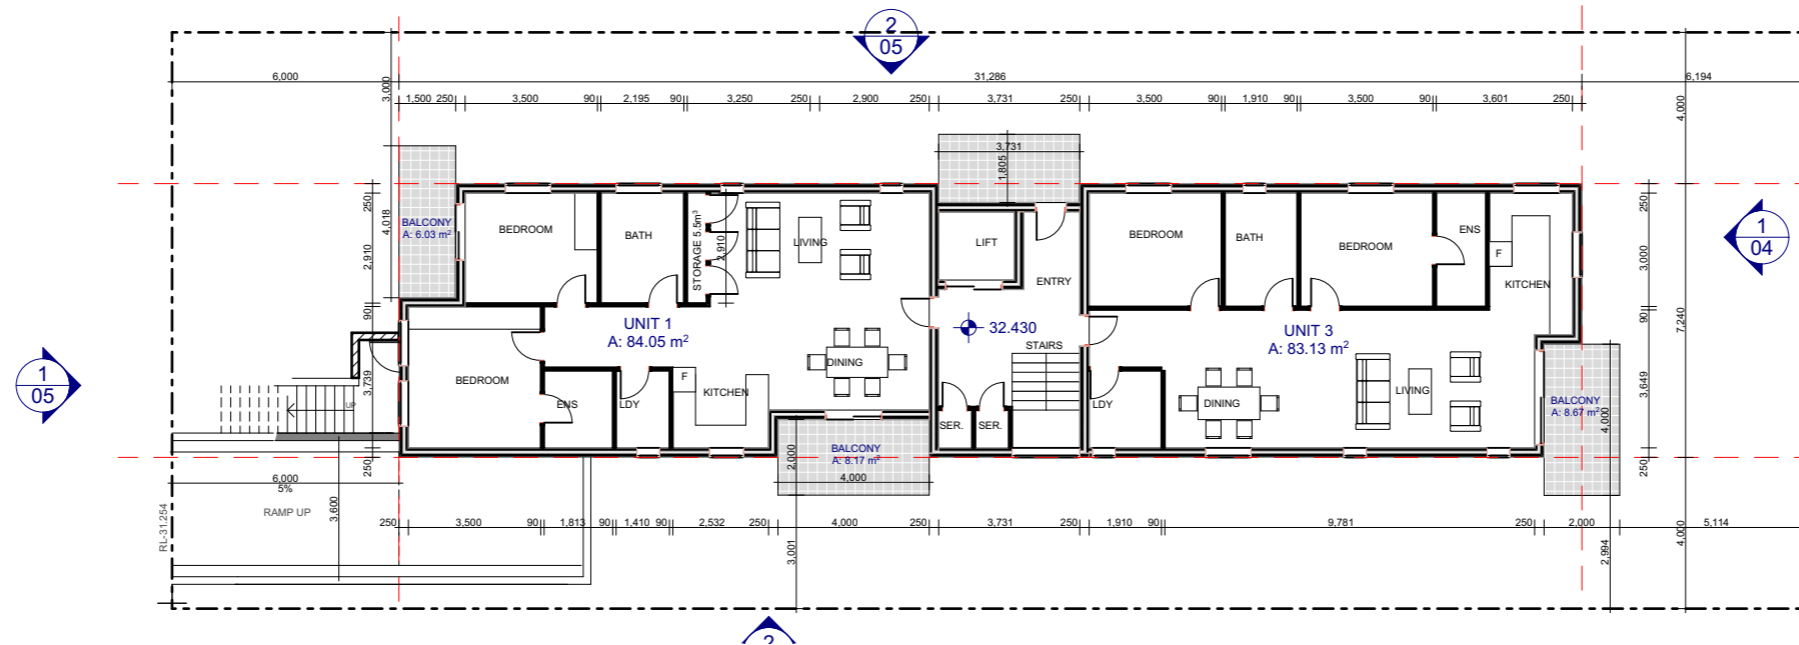 2
05
6,000
31,286
6,194
3,000
1,500 250
3,500
90
2,195
90
3,250
250
2,900
250
3,731
250
3,500
90
1,910
90
3,500
90
3,601
250
4,000
3,731
1,805
250
4,018
2,910
90
3,739
250
BALCONY
A: 6.03 m²
BEDROOM
BATH
STORAGE 5.5m³
2,910
LIVING
LIFT
ENTRY
BEDROOM
BATH
BEDROOM
ENS
F
KITCHEN
250
3,000
90
7,240
3,649
250
1
04
UNIT 1
A: 84.05 m²
32.430
STAIRS
UNIT 3
A: 83.13 m²
1
05
BEDROOM
ENS
LDY
F
KITCHEN
DINING
SER.
SER.
LDY
DINING
LIVING
BALCONY
A: 8.67 m²
4,000
UP
BALCONY
A: 8.17 m²
2,000
4,000
6,000
5%
RAMP UP
3,600
RL-31.254
250
3,500
90
1,813
90
1,410
90
2,532
250
4,000
250
3,731
250
1,910
90
9,781
250
2,000
5,114
3,001
2,994
4,000
2